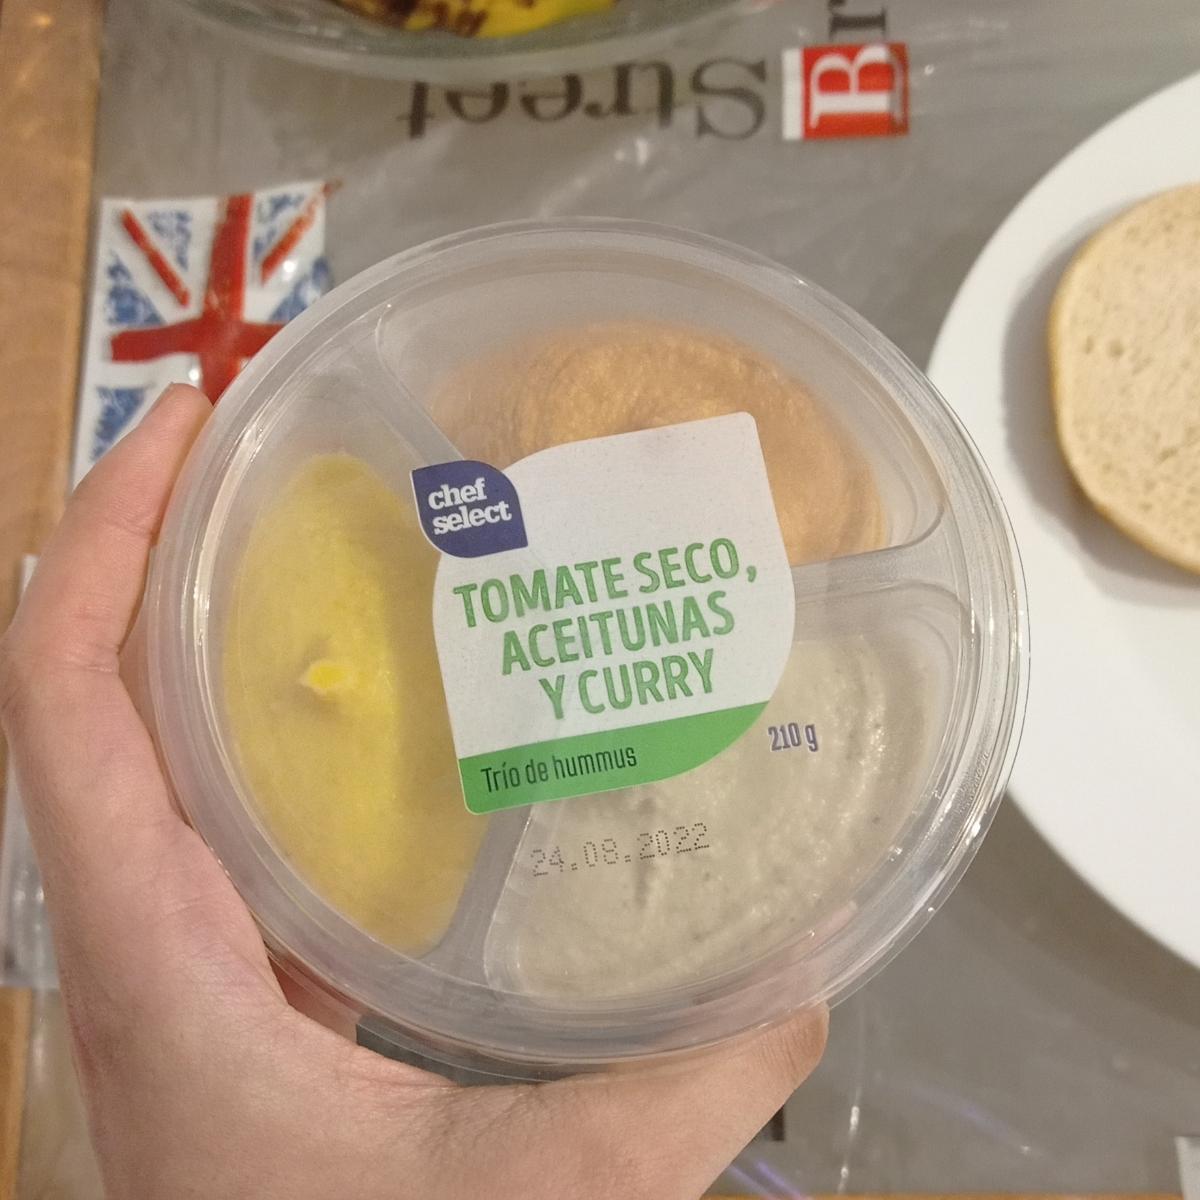 Street
B
chef
select
TOMATE SECO,
ACEITUNAS
Y CURRY
Trío de hummus
210 g
24.08.2022